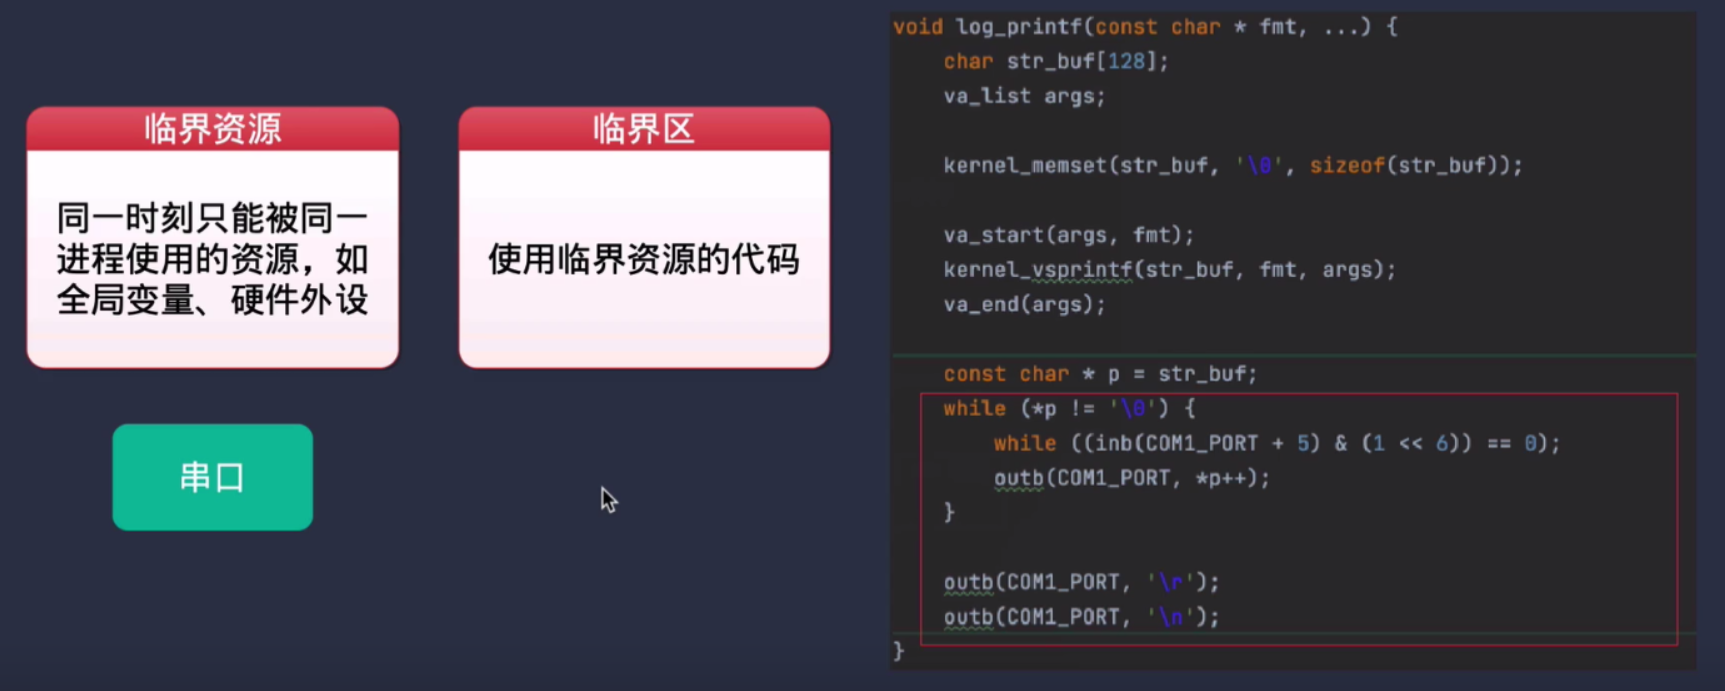 临界资源
同一时刻只能被同一
进程使用的资源，如
全局变量、硬件外设
临界区
使用临界资源的代码
串口
void log_printf(const char * fmt, ...) {
char str_buf[128];
va_list args;
kernel_memset(str_buf, '\0', sizeof(str_buf));
va_start(args, fmt);
kernel_vsprintf(str_buf, fmt, args);
va_end(args);
const char * p = str_buf;
while (*p != '\0') {
while ((inb(COM1_PORT + 5) & (1 << 6)) == 0);
outb(COM1_PORT, *p++);
}
outb(COM1_PORT, '\r');
outb(COM1_PORT, '\n');
}